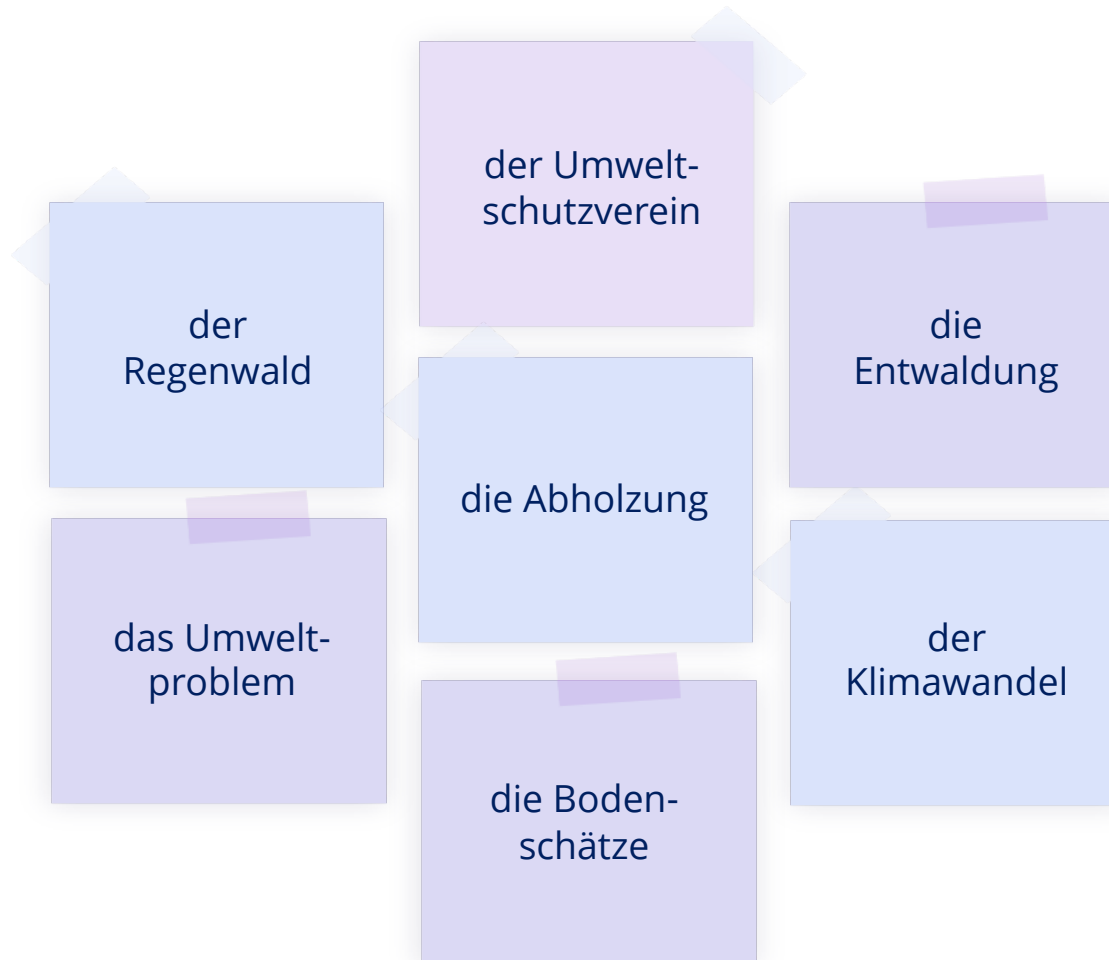 der Umwelt-
schutzverein
der
Regenwald
die
Entwaldung
die Abholzung
das Umwelt-
problem
der
Klimawandel
die Boden-
schätze